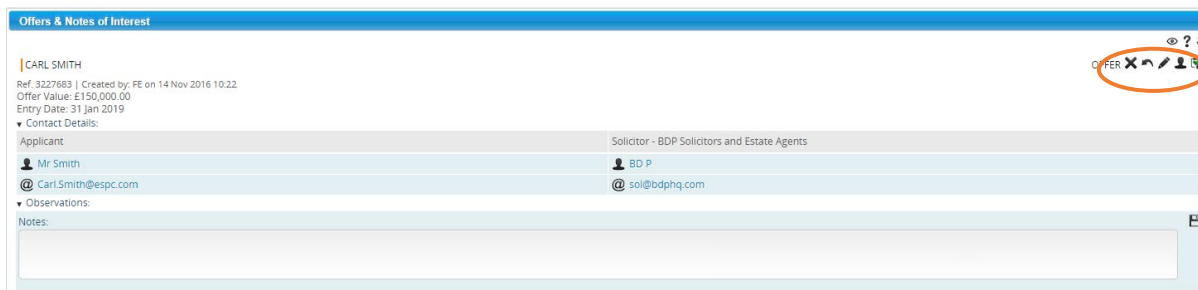 Offers & Notes of Interest
?
CARL SMITH
OFFER
Ref. 3227683 | Created by: FE on 14 Nov 2016 10:22
Offer Value: £150,000.00
Entry Date: 31 Jan 2019
Contact Details:
Applicant Solicitor - BDP Solicitors and Estate Agents
Mr Smith BD P
@ Carl.Smith@espc.com @ sol@bdphq.com
Observations:
Notes: